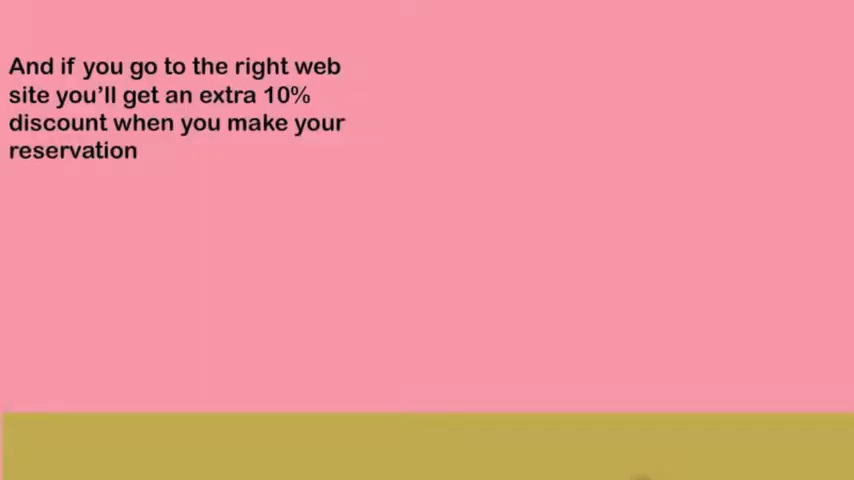 And if you go to the right web
site you’ll get an extra 10%
discount when you make your
reservation